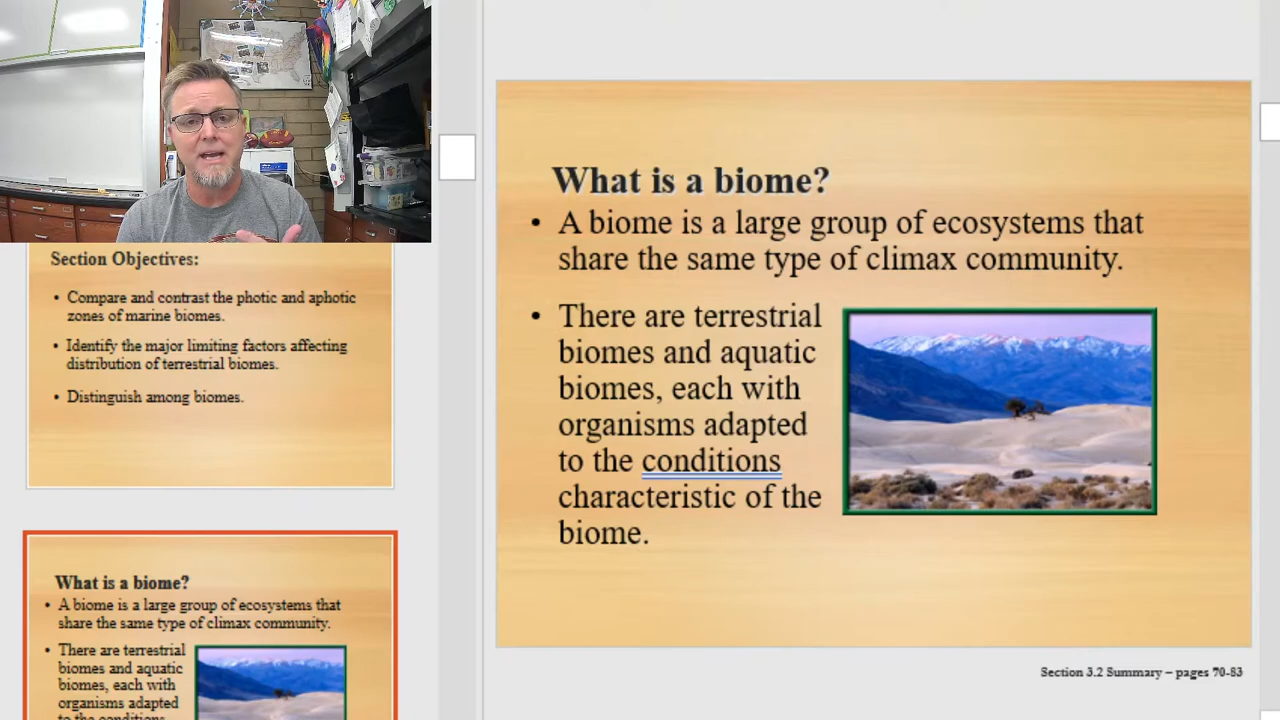 What is a biome?
• A biome is a large group of ecosystems that
share the same type of climax community.
• There are terrestrial
biomes and aquatic
biomes, each with
organisms adapted
to the conditions
characteristic of the
biome.
Section 3.2 Summary – pages 70-83
Section Objectives:
• Compare and contrast the photic and aphotic
zones of marine biomes.
• Identify the major limiting factors affecting
distribution of terrestrial biomes.
• Distinguish among biomes.
What is a biome?
• A biome is a large group of ecosystems that
share the same type of climax community.
• There are terrestrial
biomes and aquatic
biomes, each with
organisms adapted
to the conditions